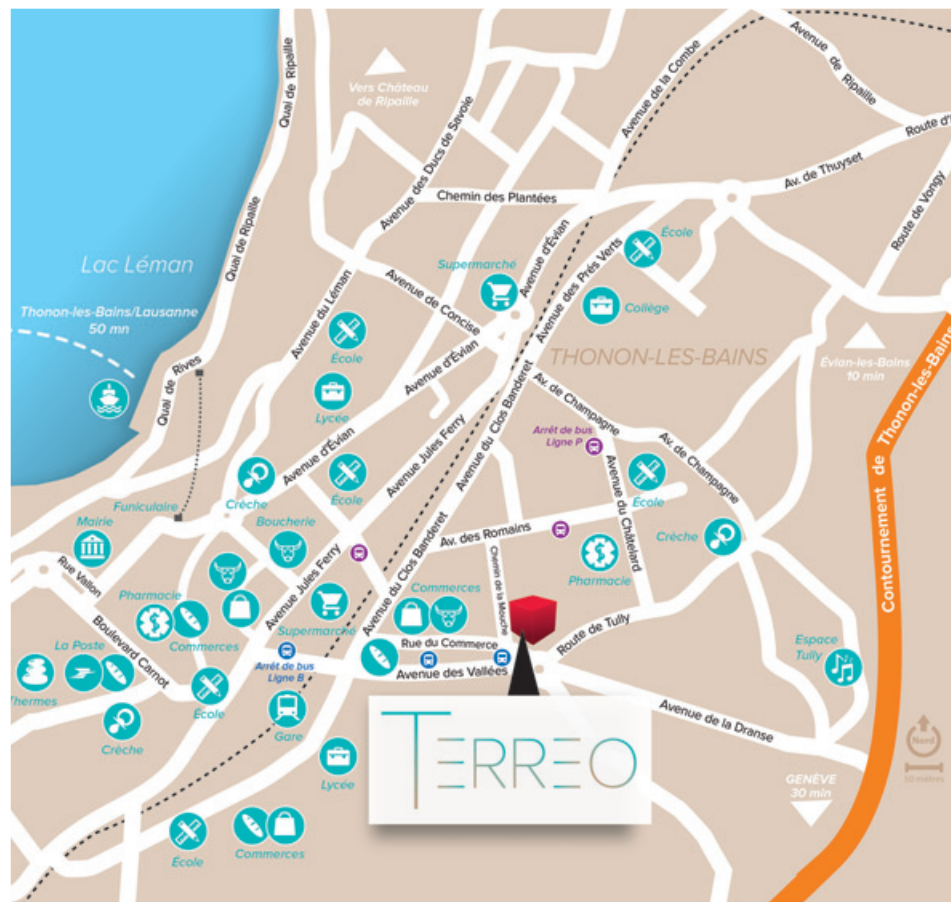 Quai de Ripaille
Vers Château
de Ripaille
Avenue des Ducs de Savoie
Avenue de la Combe
Avenue de Ripaille
Route d'
Av. de Thuyset
Route de Vongy
Chemin des Plantées
Quai de Ripaille
Lac Léman
Thonon-les-Bains/Lausanne
50 mn
Avenue du Léman
Avenue de Concise
Supermarché
Avenue d'Évian
Avenue des Prés Verts
École
Collège
THONON-LES-BAINS
Évian-les-Bains
10 min
Contournement de Thonon-les-Bains
Quai de Rives
École
Lycée
Avenue d'Évian
Avenue d'Évian
Avenue Jules Ferry
Avenue du Clos Banderet
Av. de Champagne
Arrêt de bus
Ligne P
Av. de Champagne
Avenue du Châtelard
École
Crèche
Funiculaire
Crèche
École
Boucherie
Mairie
Rue Vallon
Avenue Jules Ferry
Avenue du Clos Banderet
Av. des Romains
Chemin de la Mouche
Pharmacie
Crèche
Pharmacie
Commerces
Supermarché
Commerces
Rue du Commerce
Route de Tully
Espace
Tully
La Poste
Boulevard Carnot
Arrêt de bus
Ligne B
Avenue des Vallées
Avenue de la Dranse
Thermes
Crèche
École
Gare
TERREO
Nord
Lycée
GENÈVE
30 min
École
Commerces